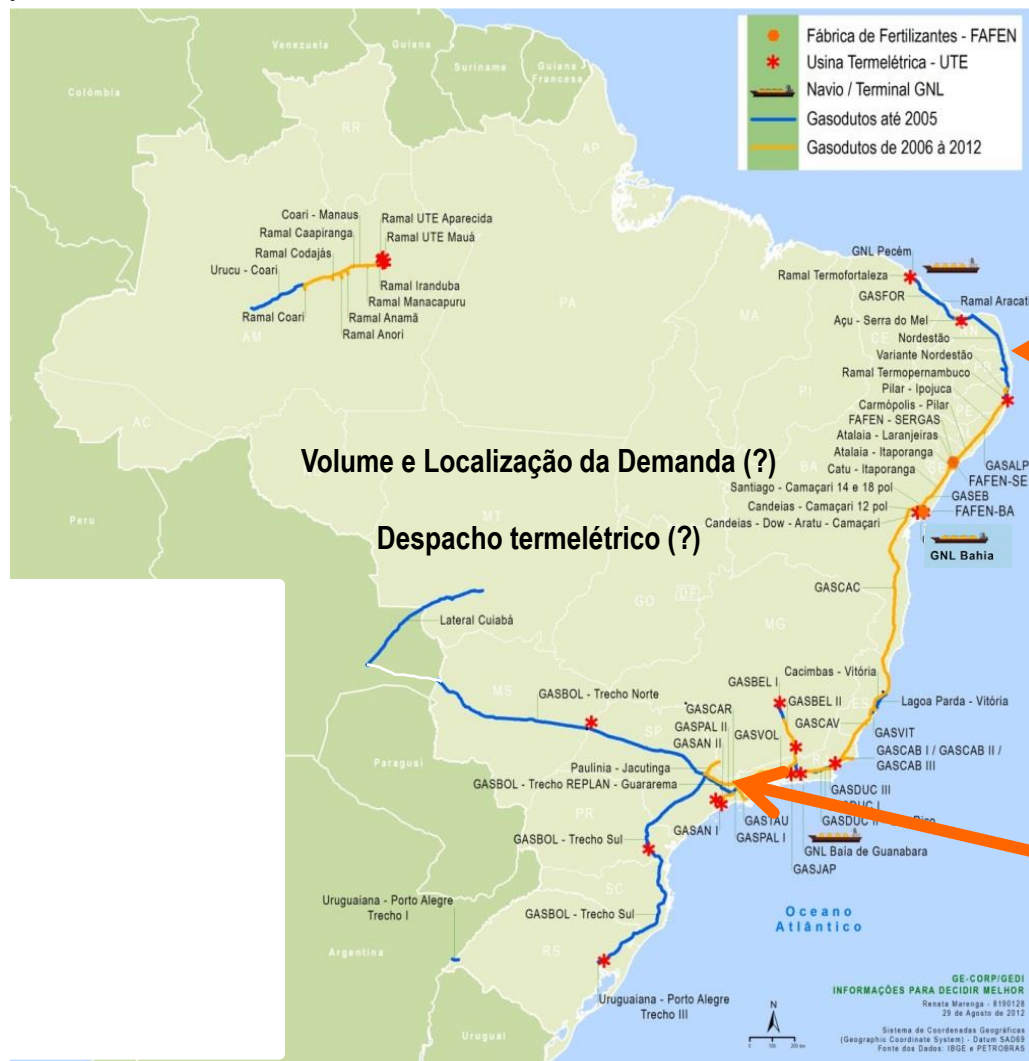 Fábrica de Fertilizantes - FAFEN
Usina Termelétrica - UTE
Navio / Terminal GNL
Gasodutos até 2005
Gasodutos de 2006 à 2012
Venezuela
Guiana
Suriname
Guiana
Francesa
Colômbia
RR
AP
Coari - Manaus
Ramal UTE Aparecida
Ramal Caapiranga
Ramal UTE Mauá
Ramal Codajás
Urucu - Coari
Ramal Iranduba
Ramal Manacapuru
Ramal Coari
Ramal Anamã
Ramal Anori
AM
PA
MA
PI
CE
RN
PB
PE
AC
GNL Pecém
Ramal Termofortaleza
GASFOR
Ramal Aracati
Açu - Serra do Mel
Nordestão
Variante Nordestão
Ramal Termopernambuco
Pilar - Ipojuca
Carmópolis - Pilar
FAFEN - SERGAS
Atalaia - Laranjeiras
Atalaia - Itaporanga
Catu - Itaporanga
GASALP
FAFEN-SE
Santiago - Camaçari 14 e 18 pol
GASEB
Candeias - Camaçari 12 pol
FAFEN-BA
Candeias - Dow - Aratu - Camaçari
GNL Bahia
Volume e Localização da Demanda (?)
Despacho termelétrico (?)
BA
SE
Peru
MT
GO
DF
MG
GASCAC
Lateral Cuiabá
Cacimbas - Vitória
MS
GASBOL - Trecho Norte
GASBEL I
GASBEL II
Lagoa Parda - Vitória
ES
GASCAR
GASCAV
GASPAL II
GASVOL
GASVIT
SP
GASAN II
GASCAB I / GASCAB II /
GASCAB III
Paulínia - Jacutinga
GASBOL - Trecho REPLAN - Guararema
Paraguai
PR
GASDUC III
GASTAU
GASAN I
GASPAL I
GASBOL - Trecho Sul
GNL Baia de Guanabara
GASJAP
SC
Uruguaiana - Porto Alegre
Trecho I
GASBOL - Trecho Sul
Oceano
Atlântico
Argentina
RS
Uruguaiana - Porto Alegre
Trecho III
Uruguai
N
GE-CORP/GEDI
INFORMAÇÕES PARA DECIDIR MELHOR
Renata Marenga - 8190128
29 de Agosto de 2012
Sistema de Coordenadas Geográficas
(Geographic Coordinate System) - Datum SAD69
Fonte dos Dados: IBGE e PETROBRAS